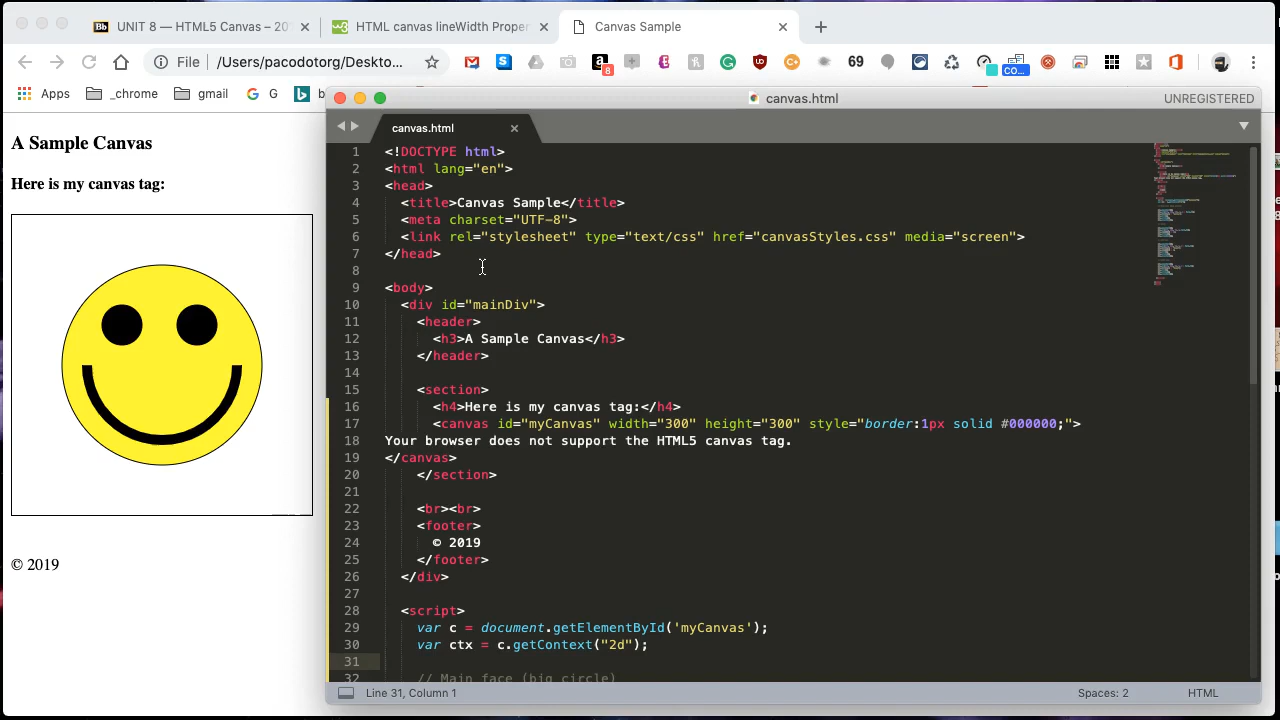 UNIT 8 — HTML5 Canvas – 20
HTML canvas lineWidth Proper
Canvas Sample
File
/Users/pacodotorg/Deskto...
8
69
CO...
Apps
_chrome
gmail
G
b
canvas.html
UNREGISTERED
canvas.html
A Sample Canvas
Here is my canvas tag:
© 2019
1 <!DOCTYPE html>
2 <html lang="en">
3 <head>
4 <title>Canvas Sample</title>
5 <meta charset="UTF-8">
6 <link rel="stylesheet" type="text/css" href="canvasStyles.css" media="screen">
7 </head>
8
9 <body>
10 <div id="mainDiv">
11 <header>
12 <h3>A Sample Canvas</h3>
13 </header>
14
15 <section>
16 <h4>Here is my canvas tag:</h4>
17 <canvas id="myCanvas" width="300" height="300" style="border:1px solid #000000;">
18 Your browser does not support the HTML5 canvas tag.
19 </canvas>
20 </section>
21
22 <br><br>
23 <footer>
24 © 2019
25 </footer>
26 </div>
27
28 <script>
29 var c = document.getElementById('myCanvas');
30 var ctx = c.getContext("2d");
31
32 // Main face (big circle)
Line 31, Column 1
Spaces: 2
HTML